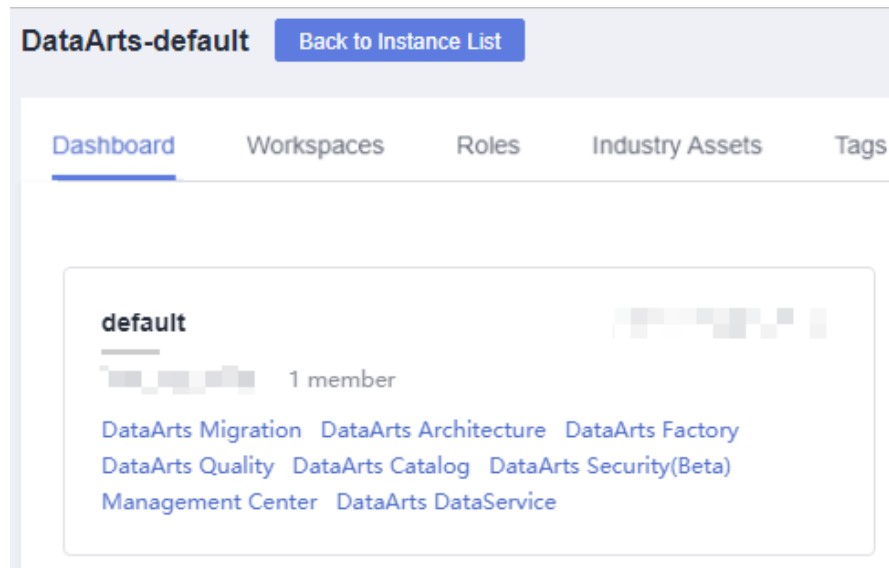 DataArts-default Back to Instance List
Dashboard Workspaces Roles Industry Assets Tags
default
1 member
DataArts Migration DataArts Architecture DataArts Factory
DataArts Quality DataArts Catalog DataArts Security(Beta)
Management Center DataArts DataService